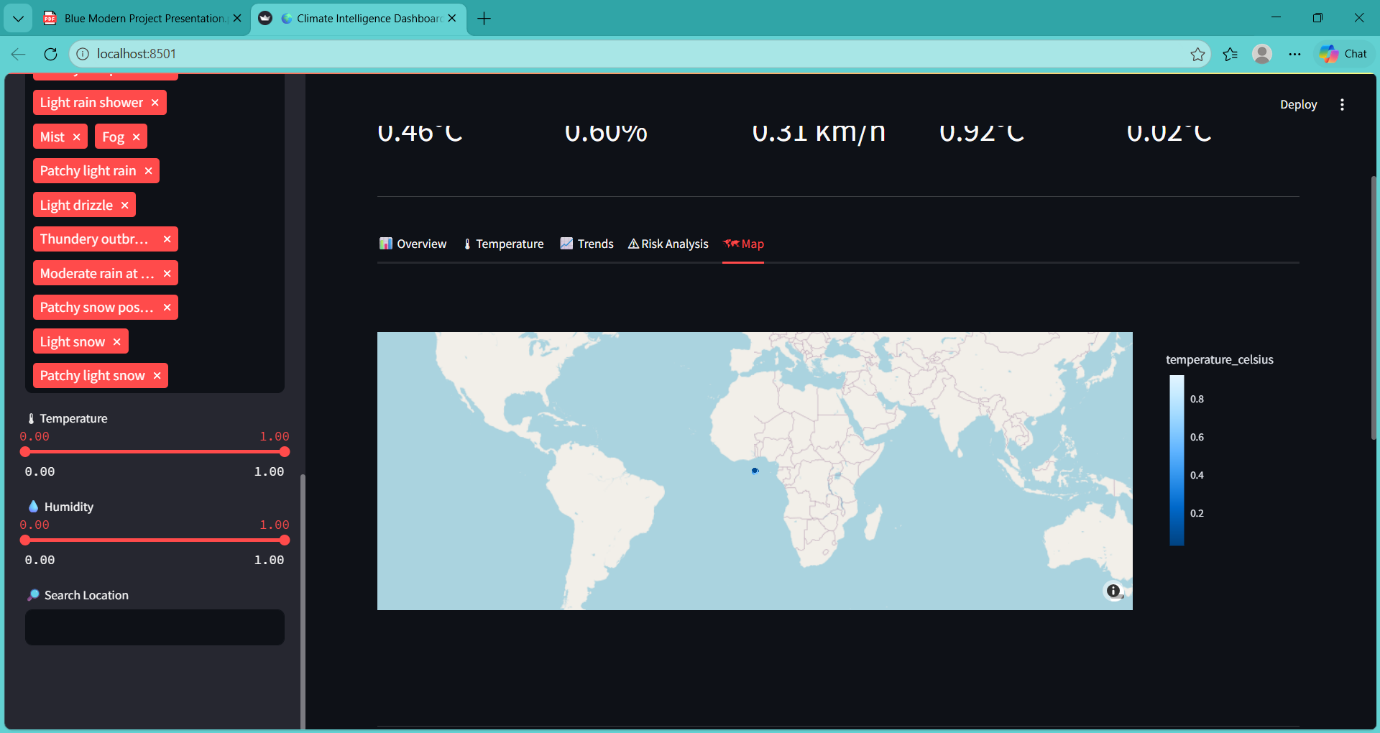 Blue Modern Project Presentation
Climate Intelligence Dashboard
localhost:8501
Chat
Deploy
Light rain shower ×
Mist × Fog ×
Patchy light rain ×
Light drizzle ×
Thundery outbr... ×
Moderate rain at ... ×
Patchy snow pos... ×
Light snow ×
Patchy light snow ×
Temperature
0.00 1.00
0.00 1.00
Humidity
0.00 1.00
0.00 1.00
Search Location
0.46°C 0.60% 0.31 km/h 0.92°C 0.02°C
Overview Temperature Trends Risk Analysis Map
temperature_celsius
0.8
0.6
0.4
0.2